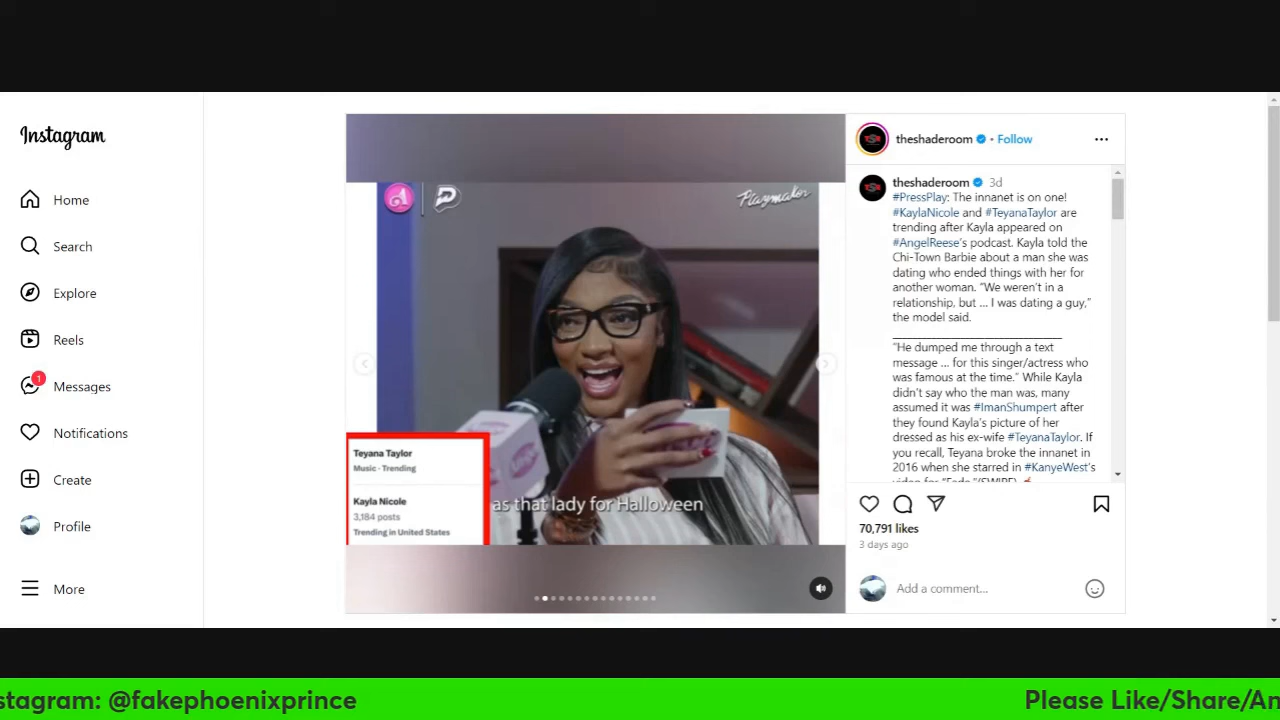 Instagram
Home
Search
Explore
Reels
1
Messages
Notifications
Create
Profile
More
Playmaker
as that lady for Halloween
Teyana Taylor
Music · Trending
Kayla Nicole
3,184 posts
Trending in United States
theshaderoom • Follow
theshaderoom 3d
#PressPlay: The innanet is on one!
#KaylaNicole and #TeyanaTaylor are
trending after Kayla appeared on
#AngelReese's podcast. Kayla told the
Chi-Town Barbie about a man she was
dating who ended things with her for
another woman. "We weren't in a
relationship, but ... I was dating a guy,"
the model said.
"He dumped me through a text
message ... for this singer/actress who
was famous at the time." While Kayla
didn't say who the man was, many
assumed it was #ImanShumpert after
they found Kayla's picture of her
dressed as his ex-wife #TeyanaTaylor. If
you recall, Teyana broke the innanet in
2016 when she starred in #KanyeWest's
video for "Fade."(SWIPE)
70,791 likes
3 days ago
Add a comment...
stagram: @fakephoenixprince
Please Like/Share/An